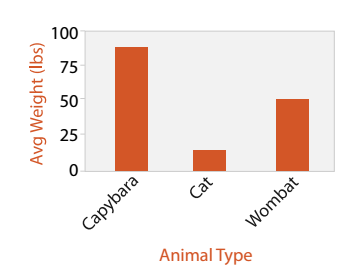 Avg Weight (lbs)
100
75
50
25
0
Capybara
Cat
Wombat
Animal Type